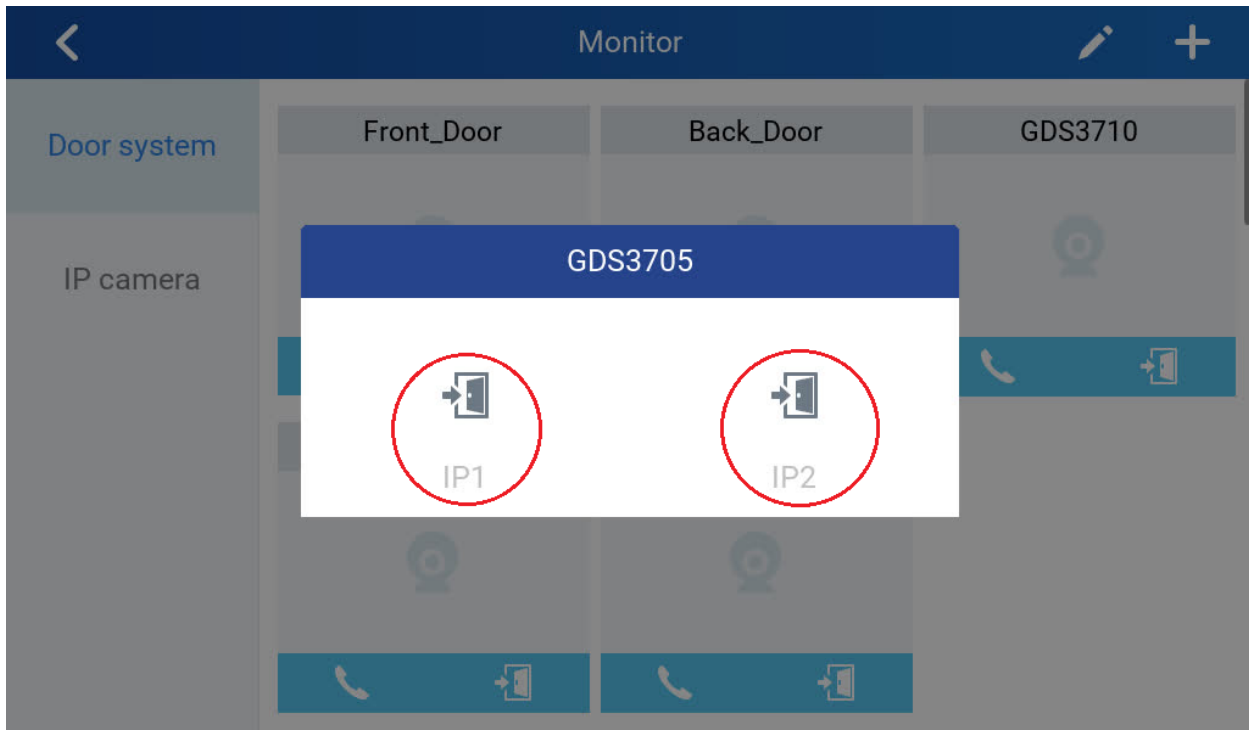 Monitor
Door system
IP camera
Front_Door
Back_Door
GDS3710
GDS3705
IP1
IP2